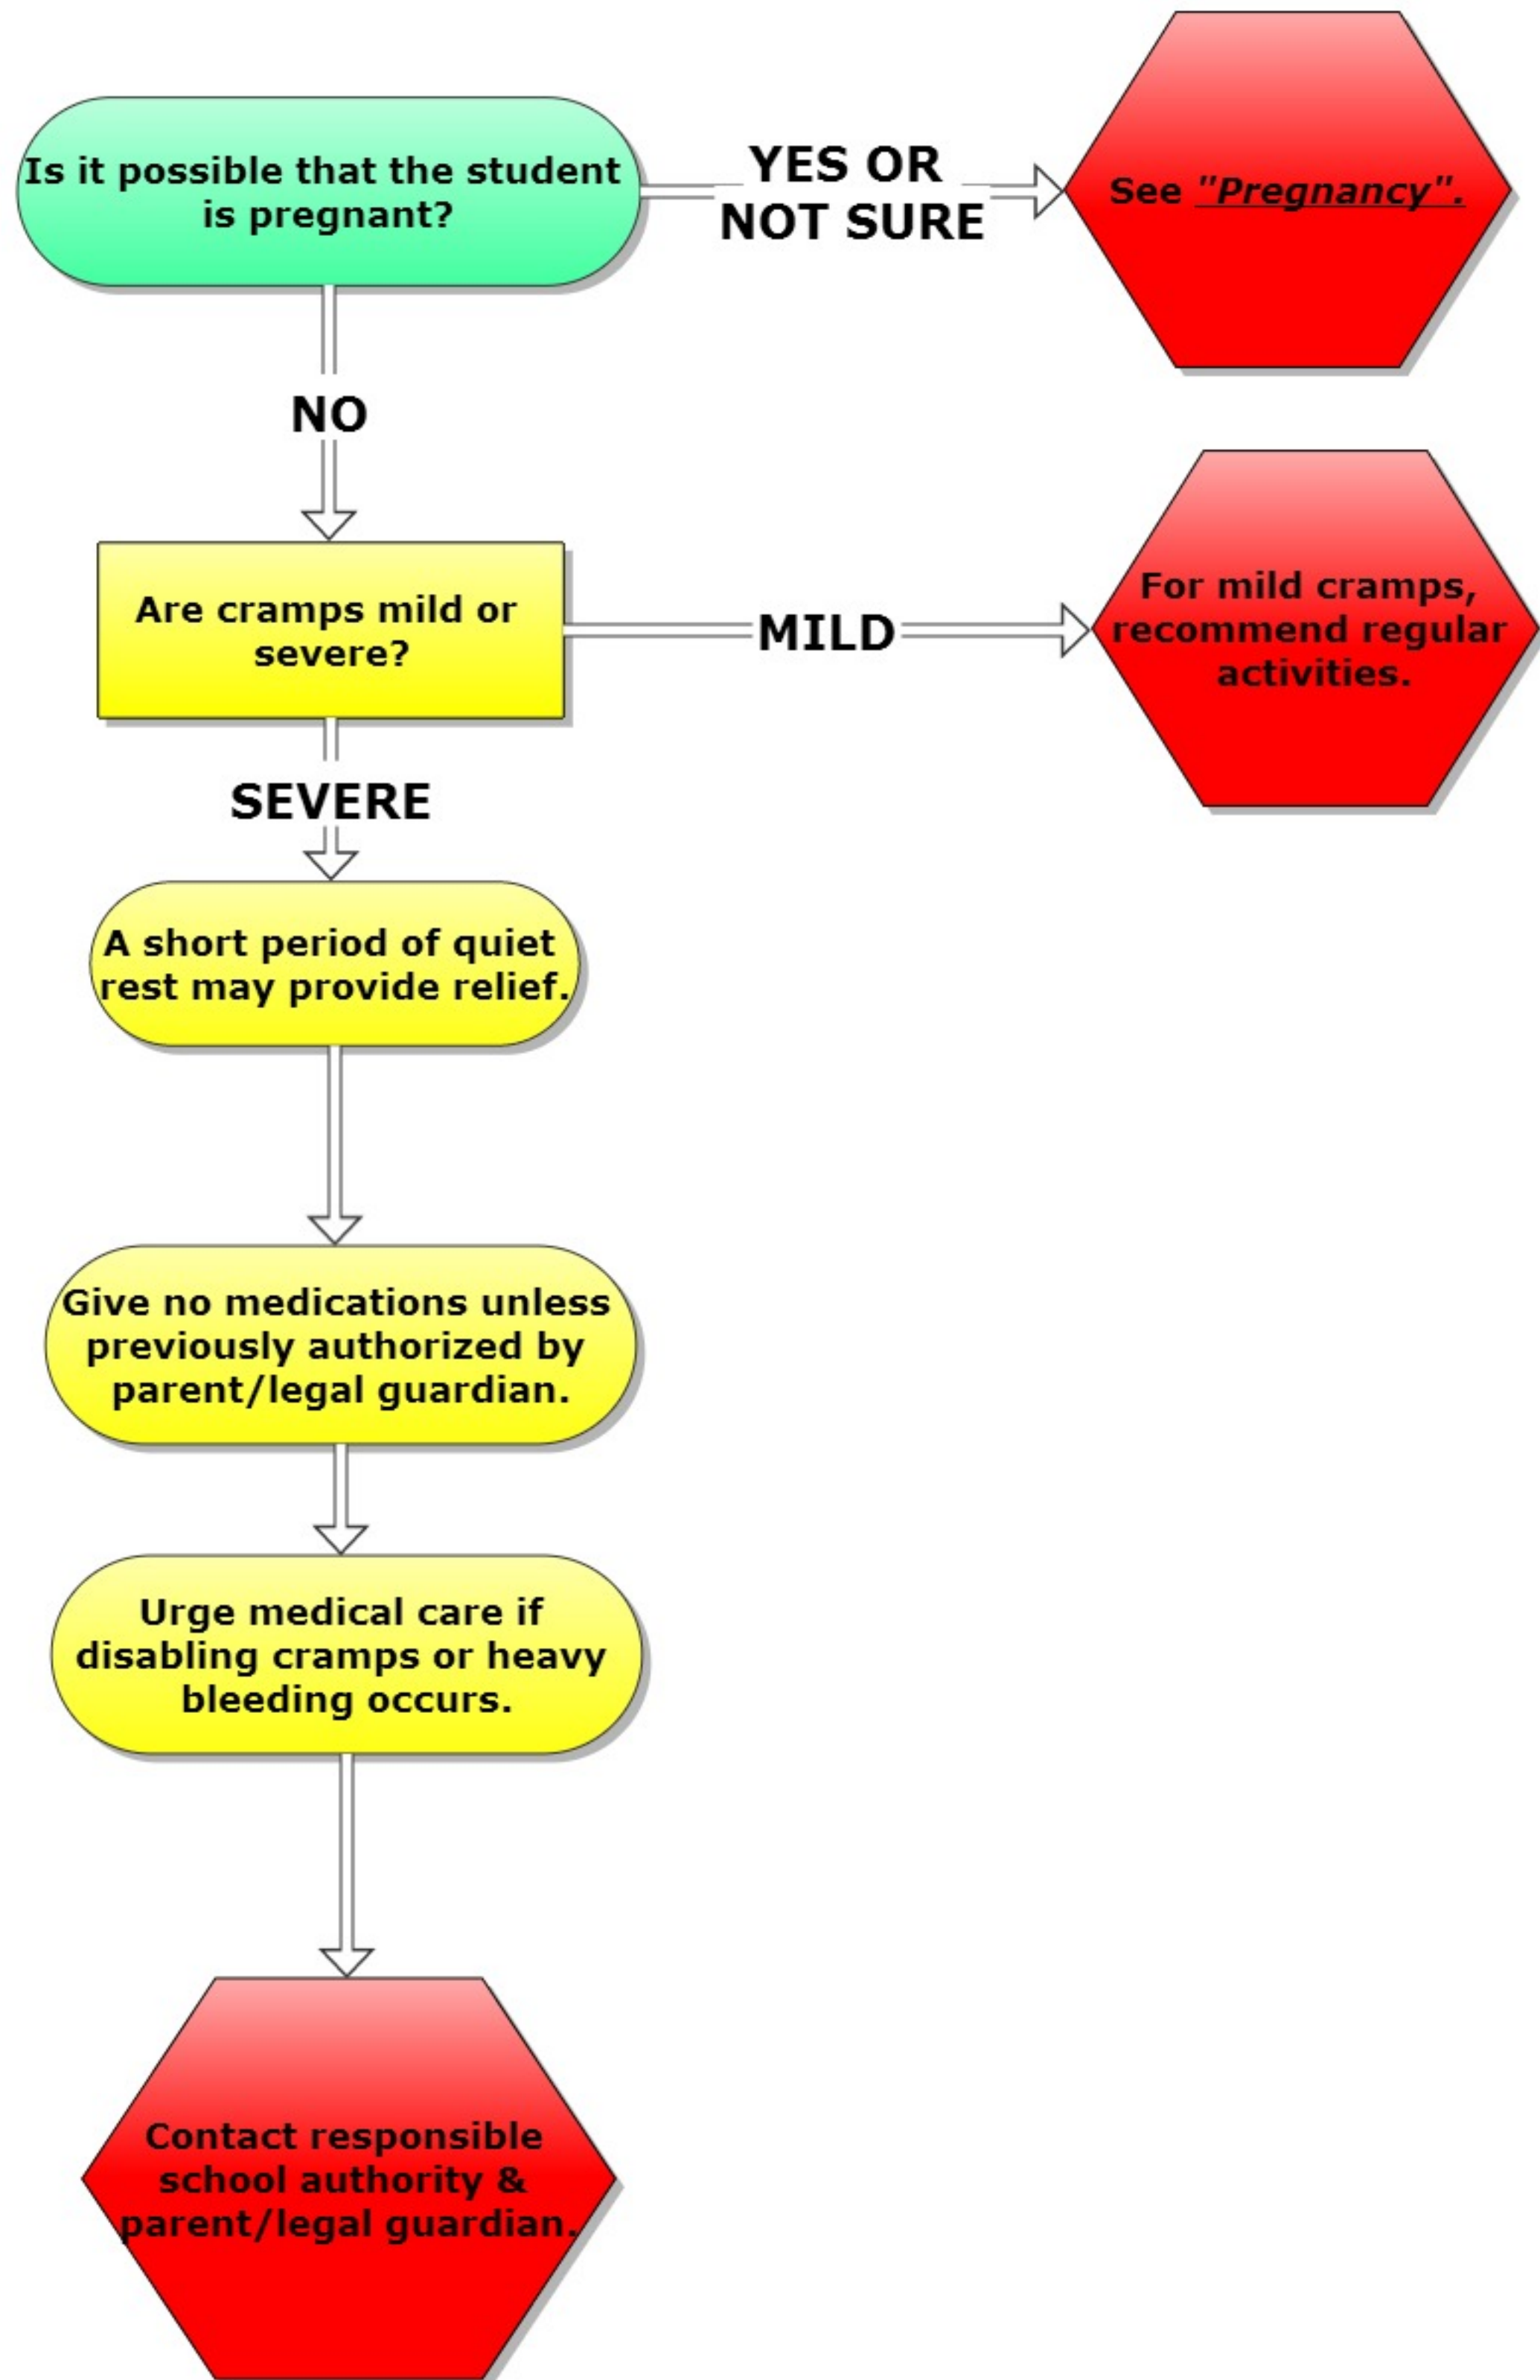 Is it possible that the student
is pregnant?
YES OR
NOT SURE
See "Pregnancy".
NO
Are cramps mild or
severe?
MILD
For mild cramps,
recommend regular
activities.
SEVERE
A short period of quiet
rest may provide relief.
Give no medications unless
previously authorized by
parent/legal guardian.
Urge medical care if
disabling cramps or heavy
bleeding occurs.
Contact responsible
school authority &
parent/legal guardian.